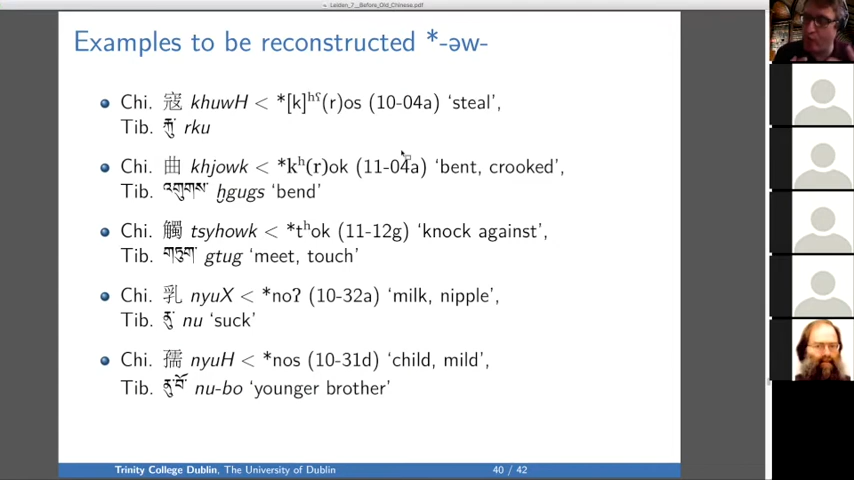 Leiden_7__Before_Old_Chinese.pdf
Examples to be reconstructed *-əw-
Chi. 寇 khuwH < *[k]ʰˤ(r)os (10-04a) ‘steal’,
Tib. རྐུ rku
Chi. 曲 khjowk < *kʰ(r)ok (11-04a) ‘bent, crooked’,
Tib. འགུགས་ ḫgugs ‘bend’
Chi. 觸 tsyhowk < *tʰok (11-12g) ‘knock against’,
Tib. གཏུག་ gtug ‘meet, touch’
Chi. 乳 nyuX < *noʔ (10-32a) ‘milk, nipple’,
Tib. ནུ་ nu ‘suck’
Chi. 孺 nyuH < *nos (10-31d) ‘child, mild’,
Tib. ནུ་བོ་ nu-bo ‘younger brother’
Trinity College Dublin, The University of Dublin
40 / 42